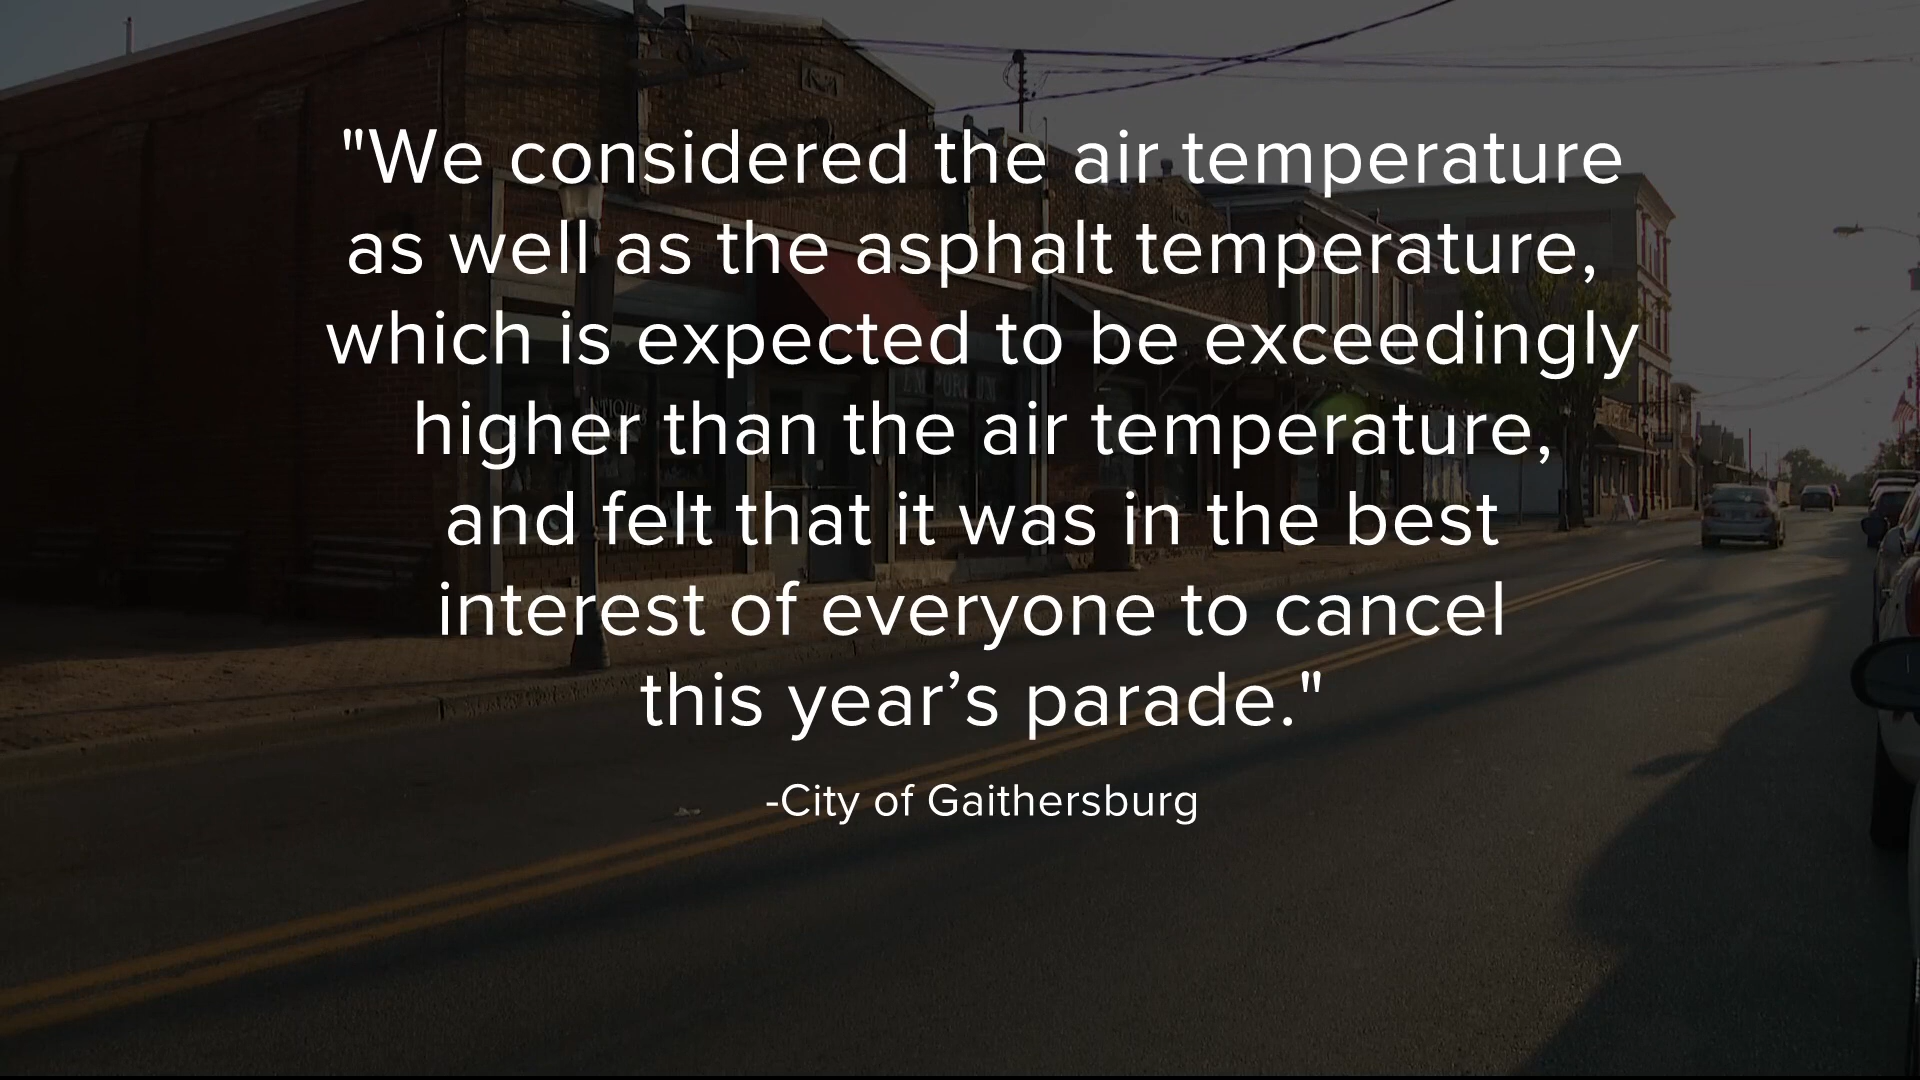 "We considered the air temperature
as well as the asphalt temperature,
which is expected to be exceedingly
higher than the air temperature,
and felt that it was in the best
interest of everyone to cancel
this year’s parade."
-City of Gaithersburg